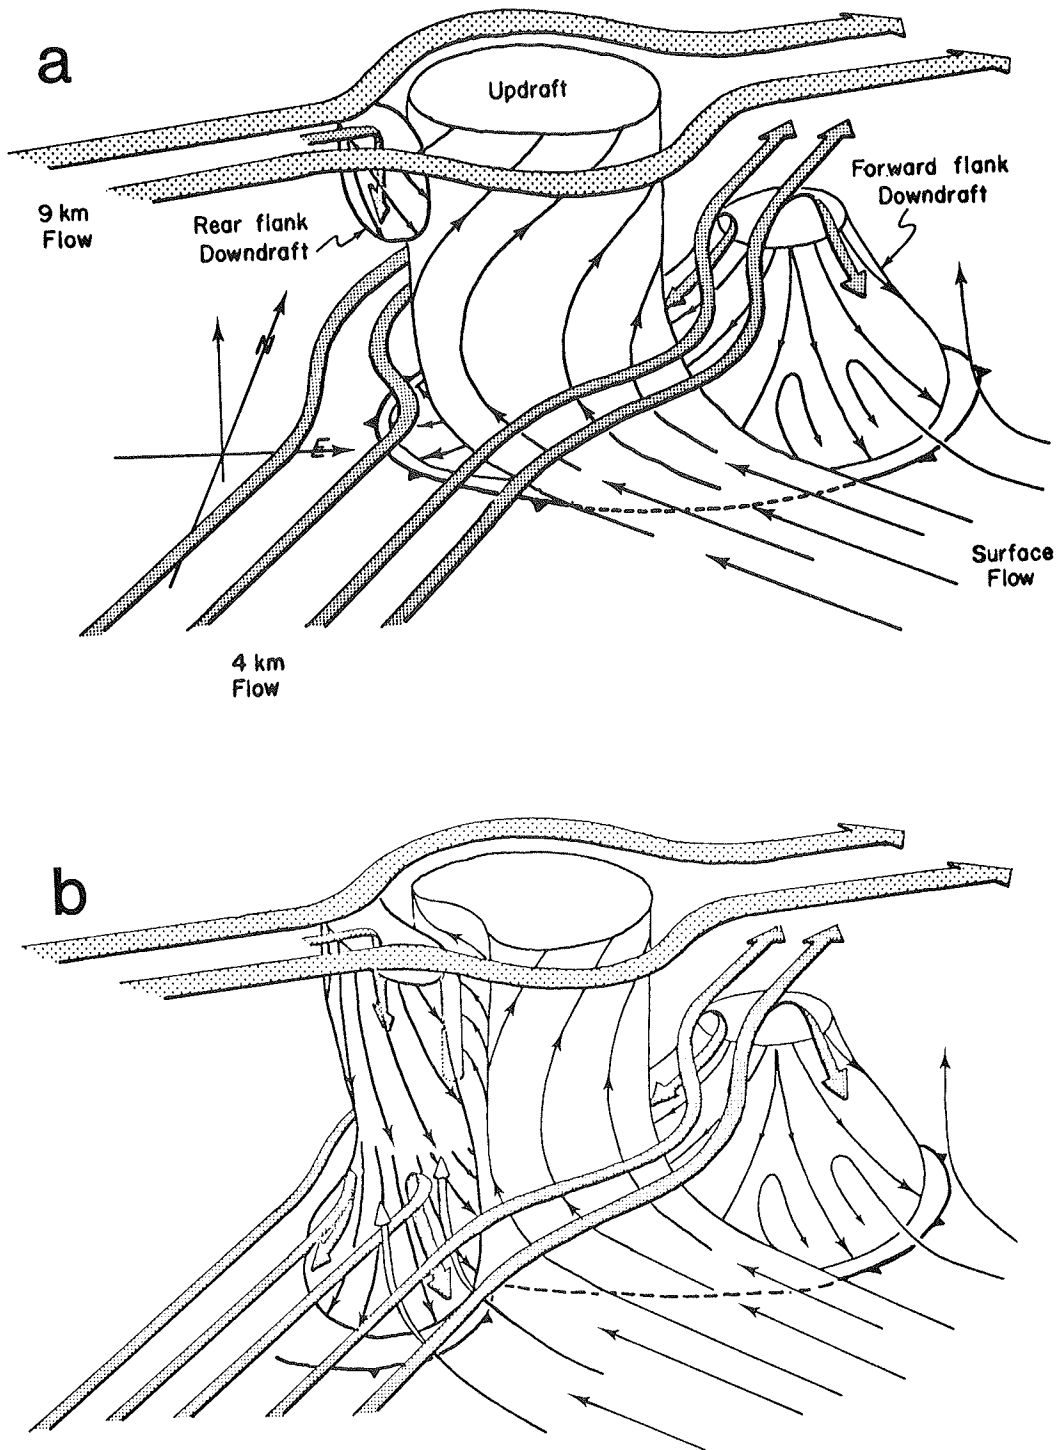 a
Updraft
Forward flank
Downdraft
9 km
Flow
Rear flank
Downdraft
N
E
Surface
Flow
4 km
Flow
b